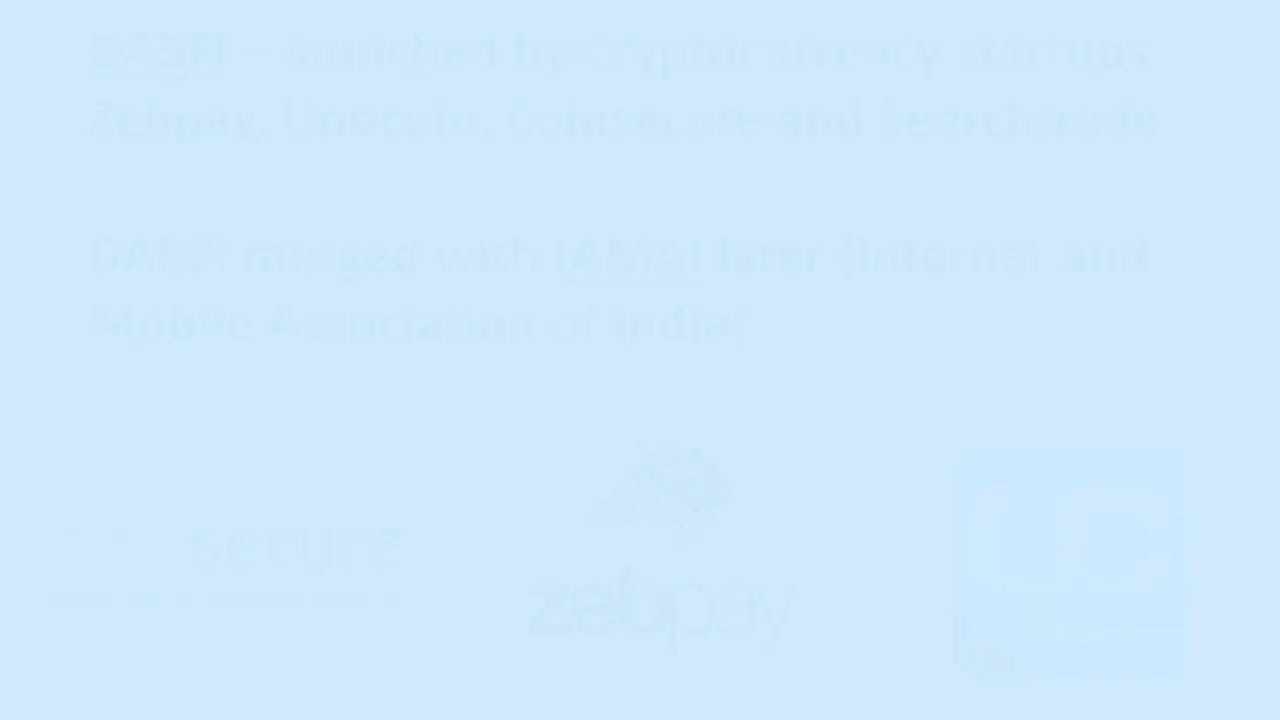 DABFI – launched by Cryptocurrency startups
Zebpay, Unocoin, Coinsecure and Searchtrade
DABFI merged with IAMAI later (Internet and
Mobile Association of India)
secure
zebpay